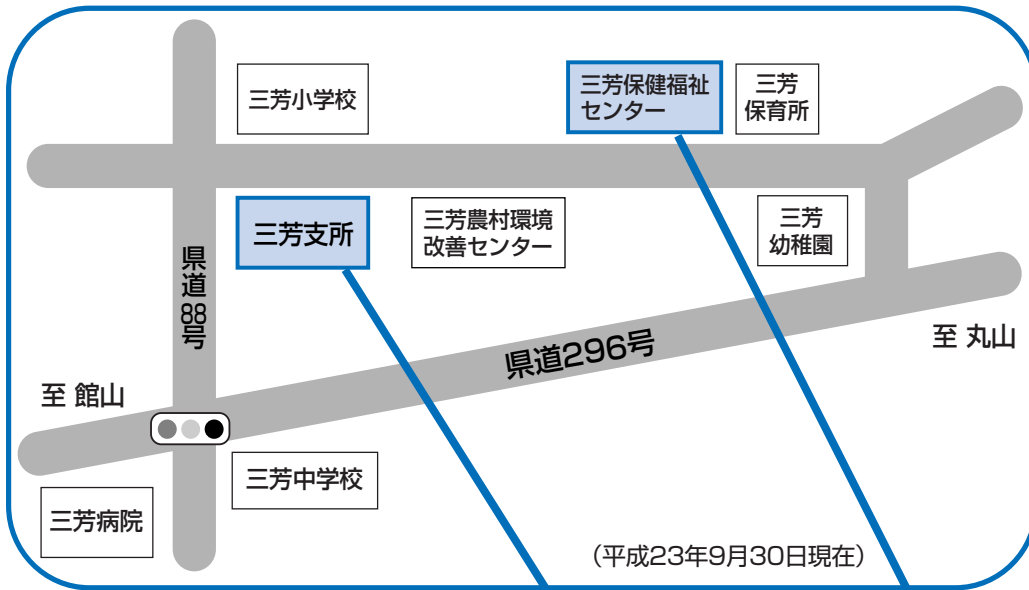 三芳小学校
三芳保健福祉
センター
三芳
保育所
三芳支所
三芳農村環境
改善センター
三芳
幼稚園
県道88号
県道296号
至 丸山
至 館山
三芳中学校
三芳病院
（平成23年9月30日現在）